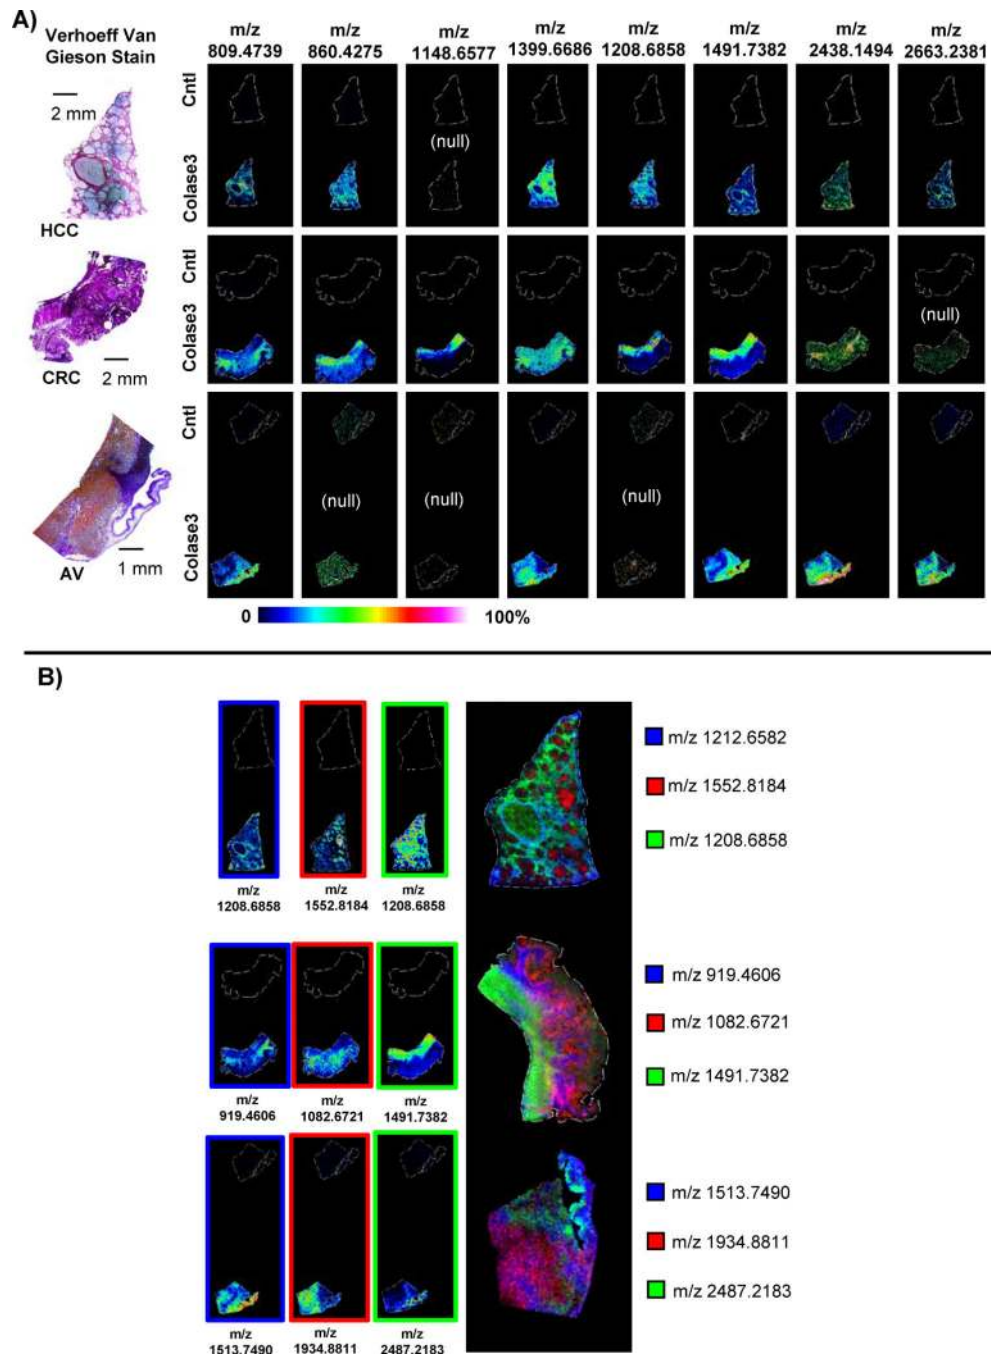 A)
Verhoeff Van
Gieson Stain
m/z
809.4739
m/z
860.4275
m/z
1148.6577
m/z
1399.6686
m/z
1208.6858
m/z
1491.7382
m/z
2438.1494
m/z
2663.2381
2 mm
HCC
Cntl
Colase3
(null)
2 mm
CRC
Cntl
Colase3
(null)
1 mm
AV
Cntl
Colase3
(null)
(null)
(null)
0
100%
B)
m/z
1208.6858
m/z
1552.8184
m/z
1208.6858
m/z 1212.6582
m/z 1552.8184
m/z 1208.6858
m/z
919.4606
m/z
1082.6721
m/z
1491.7382
m/z 919.4606
m/z 1082.6721
m/z 1491.7382
m/z
1513.7490
m/z
1934.8811
m/z
2487.2183
m/z 1513.7490
m/z 1934.8811
m/z 2487.2183